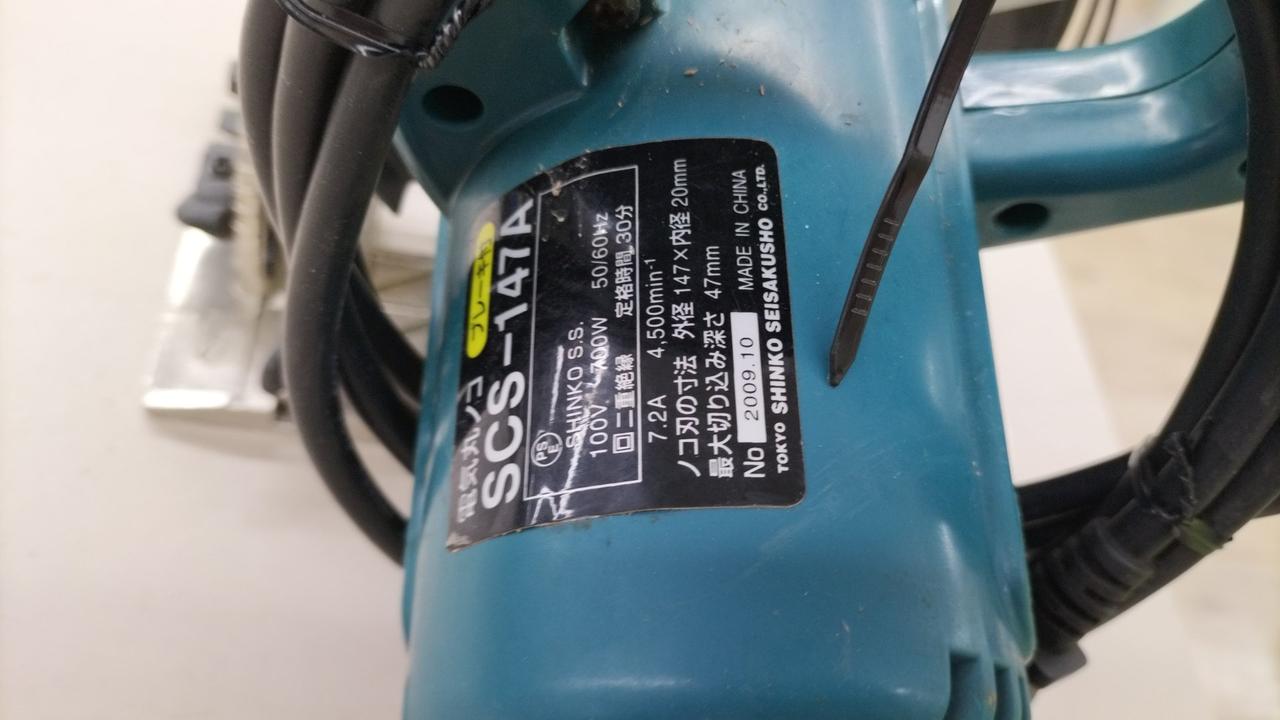 電気丸ノコ ブレーキ付
SCS-147A
PSE SHINKO S.S.
100V 700W 50/60Hz
回 二重絶縁 定格時間 30分
7.2A 4,500min⁻¹
ノコ刃の寸法 外径 147×内径 20mm
最大切り込み深さ 47mm
No 2009.10 MADE IN CHINA
TOKYO SHINKO SEISAKUSHO CO.,LTD.